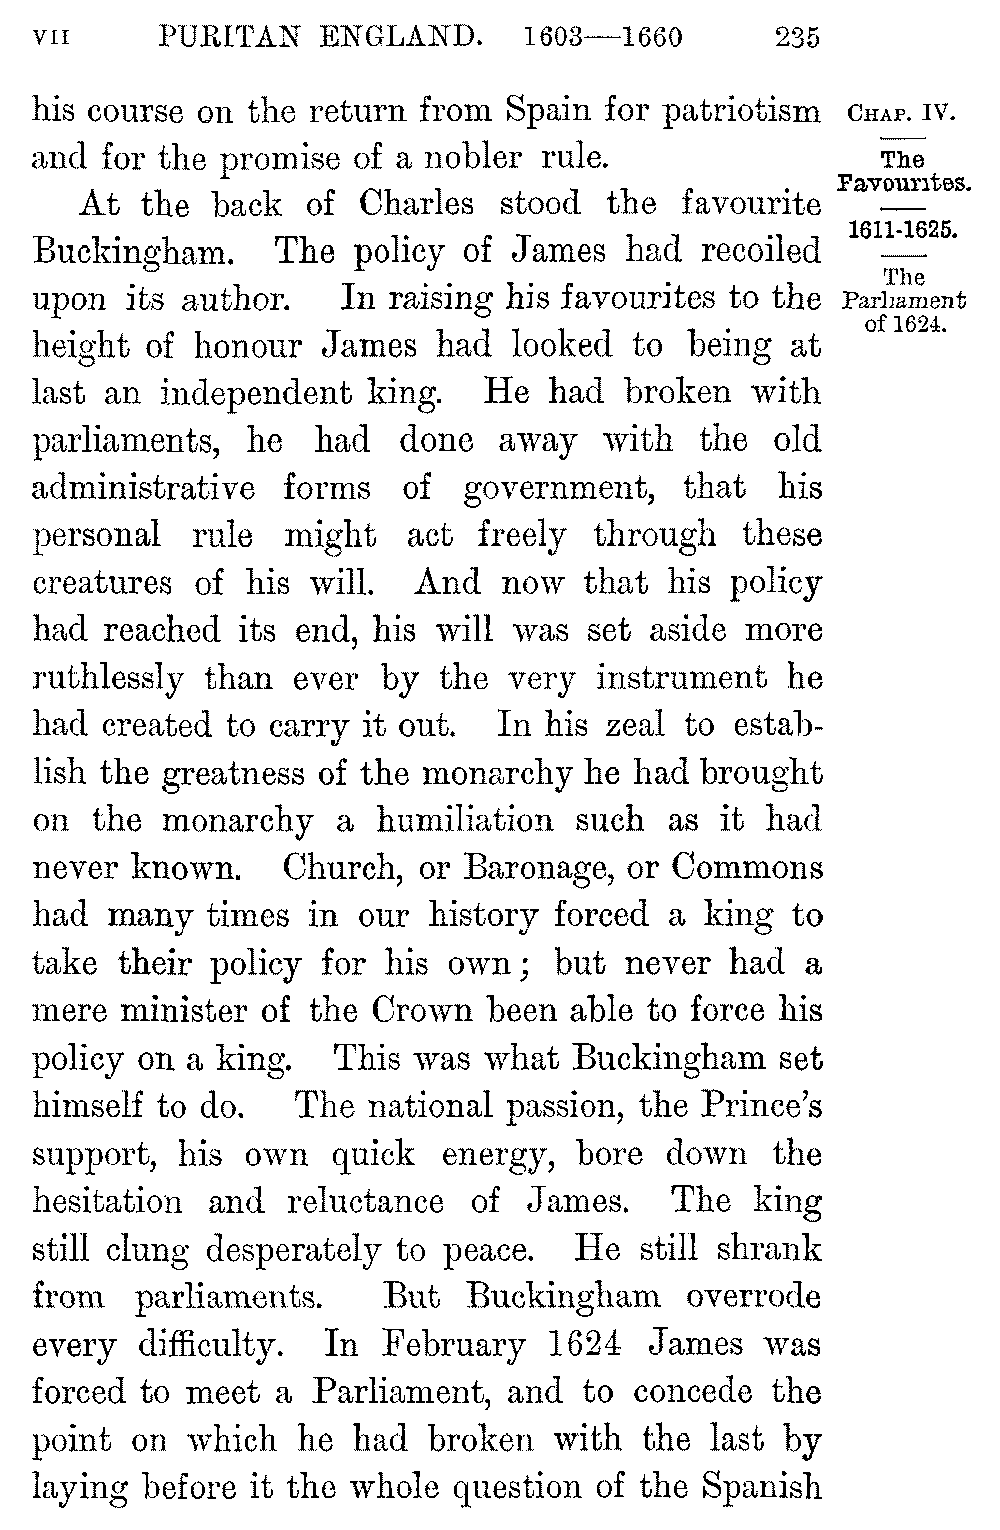 VII PURITAN ENGLAND. 1603—1660 235
his course on the return from Spain for patriotism
and for the promise of a nobler rule.
At the back of Charles stood the favourite
Buckingham. The policy of James had recoiled
upon its author. In raising his favourites to the
height of honour James had looked to being at
last an independent king. He had broken with
parliaments, he had done away with the old
administrative forms of government, that his
personal rule might act freely through these
creatures of his will. And now that his policy
had reached its end, his will was set aside more
ruthlessly than ever by the very instrument he
had created to carry it out. In his zeal to estab-
lish the greatness of the monarchy he had brought
on the monarchy a humiliation such as it had
never known. Church, or Baronage, or Commons
had many times in our history forced a king to
take their policy for his own; but never had a
mere minister of the Crown been able to force his
policy on a king. This was what Buckingham set
himself to do. The national passion, the Prince's
support, his own quick energy, bore down the
hesitation and reluctance of James. The king
still clung desperately to peace. He still shrank
from parliaments. But Buckingham overrode
every difficulty. In February 1624 James was
forced to meet a Parliament, and to concede the
point on which he had broken with the last by
laying before it the whole question of the Spanish
CHAP. IV.
The
Favourites.
1611-1625.
The
Parliament
of 1624.